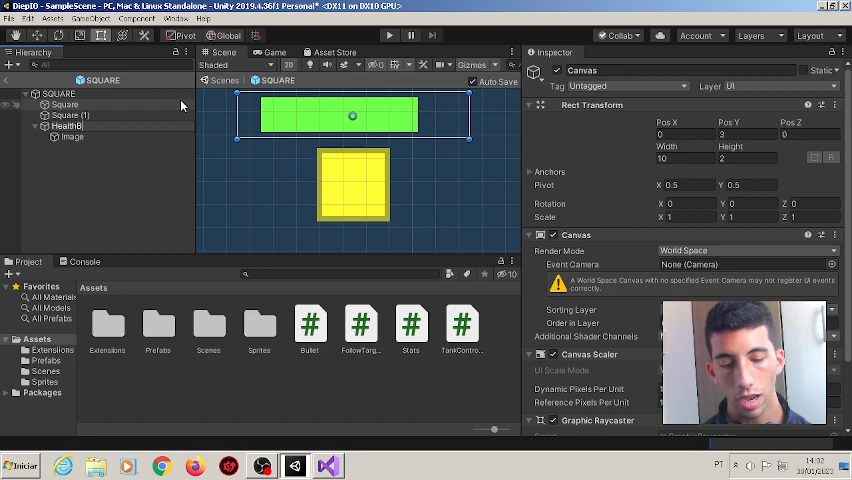 DiepIO - SampleScene - PC, Mac & Linux Standalone - Unity 2019.4.36f1 Personal* <DX11 on DX10 GPU>
File Edit Assets GameObject Component Window Help
Pivot Global Collab Account Layers Layout
Hierarchy
All
SQUARE
SQUARE
Square
Square (1)
HealthB
Image
Scene Game Asset Store
Shaded 2D 0 Gizmos
Scenes SQUARE Auto Save
Inspector
Canvas Static
Tag Untagged Layer UI
Rect Transform
Pos X Pos Y Pos Z
0 3 0
Width Height
10 2
R
Anchors
Pivot X 0.5 Y 0.5
Rotation X 0 Y 0 Z 0
Scale X 1 Y 1 Z 1
Canvas
Render Mode World Space
Event Camera None (Camera)
A World Space Canvas with no specified Event Camera may not register UI events correctly.
Sorting Layer
Order in Layer
Additional Shader Channels
Canvas Scaler
UI Scale Mode
Dynamic Pixels Per Unit
Reference Pixels Per Unit
Graphic Raycaster
Script
Project Console
10
Favorites
All Materials
All Models
All Prefabs
Assets
Extensiions
Prefabs
Scenes
Sprites
Packages
Assets
Extensiions Prefabs Scenes Sprites Bullet FollowTarg... Stats TankContro...
Iniciar
PT
14:02
30/01/2023